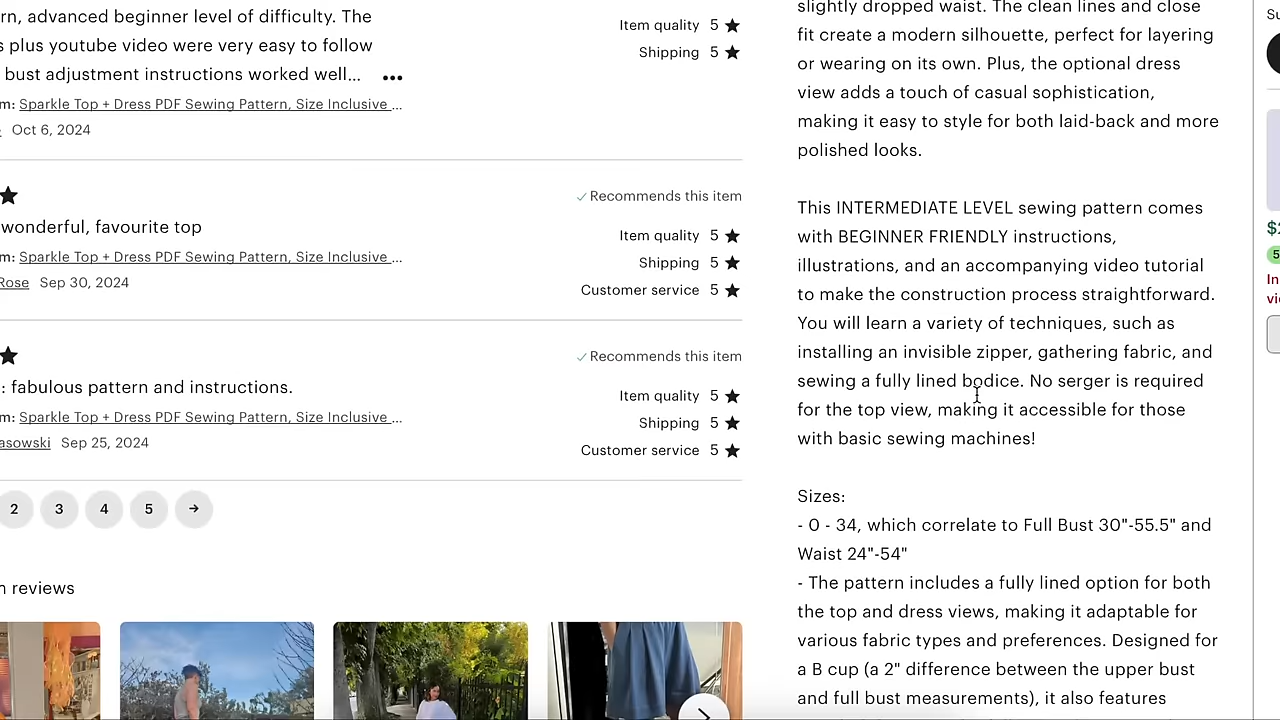 rn, advanced beginner level of difficulty. The
s plus youtube video were very easy to follow
bust adjustment instructions worked well... •••
m: Sparkle Top + Dress PDF Sewing Pattern, Size Inclusive ...
Oct 6, 2024
Item quality 5 ★
Shipping 5 ★
★
✓ Recommends this item
wonderful, favourite top
m: Sparkle Top + Dress PDF Sewing Pattern, Size Inclusive ...
Rose Sep 30, 2024
Item quality 5 ★
Shipping 5 ★
Customer service 5 ★
★
✓ Recommends this item
: fabulous pattern and instructions.
m: Sparkle Top + Dress PDF Sewing Pattern, Size Inclusive ...
asowski Sep 25, 2024
Item quality 5 ★
Shipping 5 ★
Customer service 5 ★
2 3 4 5 →
n reviews
slightly dropped waist. The clean lines and close
fit create a modern silhouette, perfect for layering
or wearing on its own. Plus, the optional dress
view adds a touch of casual sophistication,
making it easy to style for both laid-back and more
polished looks.
This INTERMEDIATE LEVEL sewing pattern comes
with BEGINNER FRIENDLY instructions,
illustrations, and an accompanying video tutorial
to make the construction process straightforward.
You will learn a variety of techniques, such as
installing an invisible zipper, gathering fabric, and
sewing a fully lined bodice. No serger is required
for the top view, making it accessible for those
with basic sewing machines!
Sizes:
- 0 - 34, which correlate to Full Bust 30"-55.5" and
Waist 24"-54"
- The pattern includes a fully lined option for both
the top and dress views, making it adaptable for
various fabric types and preferences. Designed for
a B cup (a 2" difference between the upper bust
and full bust measurements), it also features
Su
$
5
In
vi